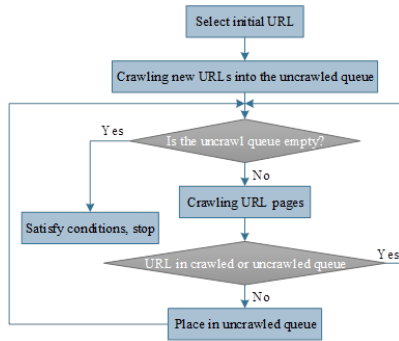 Select initial URL
Crawling new URLs into the uncrawled queue
Is the uncrawl queue empty?
Yes
No
Crawling URL pages
Satisfy conditions, stop
URL in crawled or uncrawled queue
Yes
No
Place in uncrawled queue